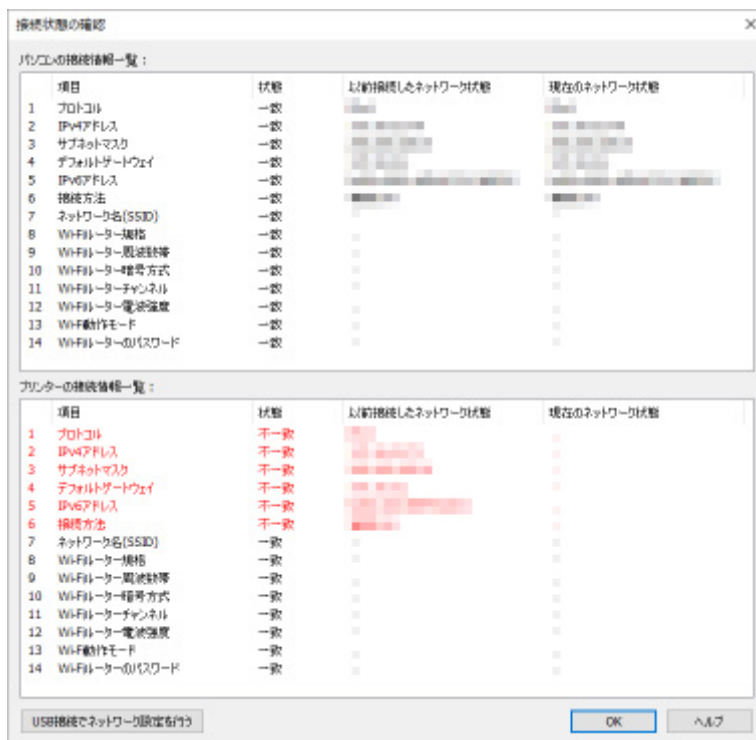 接続状態の確認
パソコンの接続情報一覧：
項目 状態 以前接続したネットワーク状態 現在のネットワーク状態
1 プロトコル 一致
2 IPv4アドレス 一致
3 サブネットマスク 一致
4 デフォルトゲートウェイ 一致
5 IPv6アドレス 一致
6 接続方法 一致
7 ネットワーク名(SSID) 一致
8 Wi-Fiルーター規格 一致
9 Wi-Fiルーター周波数帯 一致
10 Wi-Fiルーター暗号方式 一致
11 Wi-Fiルーターチャンネル 一致
12 Wi-Fiルーター電波強度 一致
13 Wi-Fi動作モード 一致
14 Wi-Fiルーターのパスワード 一致
プリンターの接続情報一覧：
項目 状態 以前接続したネットワーク状態 現在のネットワーク状態
1 プロトコル 不一致
2 IPv4アドレス 不一致
3 サブネットマスク 不一致
4 デフォルトゲートウェイ 不一致
5 IPv6アドレス 不一致
6 接続方法 不一致
7 ネットワーク名(SSID) 一致
8 Wi-Fiルーター規格 一致
9 Wi-Fiルーター周波数帯 一致
10 Wi-Fiルーター暗号方式 一致
11 Wi-Fiルーターチャンネル 一致
12 Wi-Fiルーター電波強度 一致
13 Wi-Fi動作モード 一致
14 Wi-Fiルーターのパスワード 一致
USB接続でネットワーク設定を行う OK ヘルプ